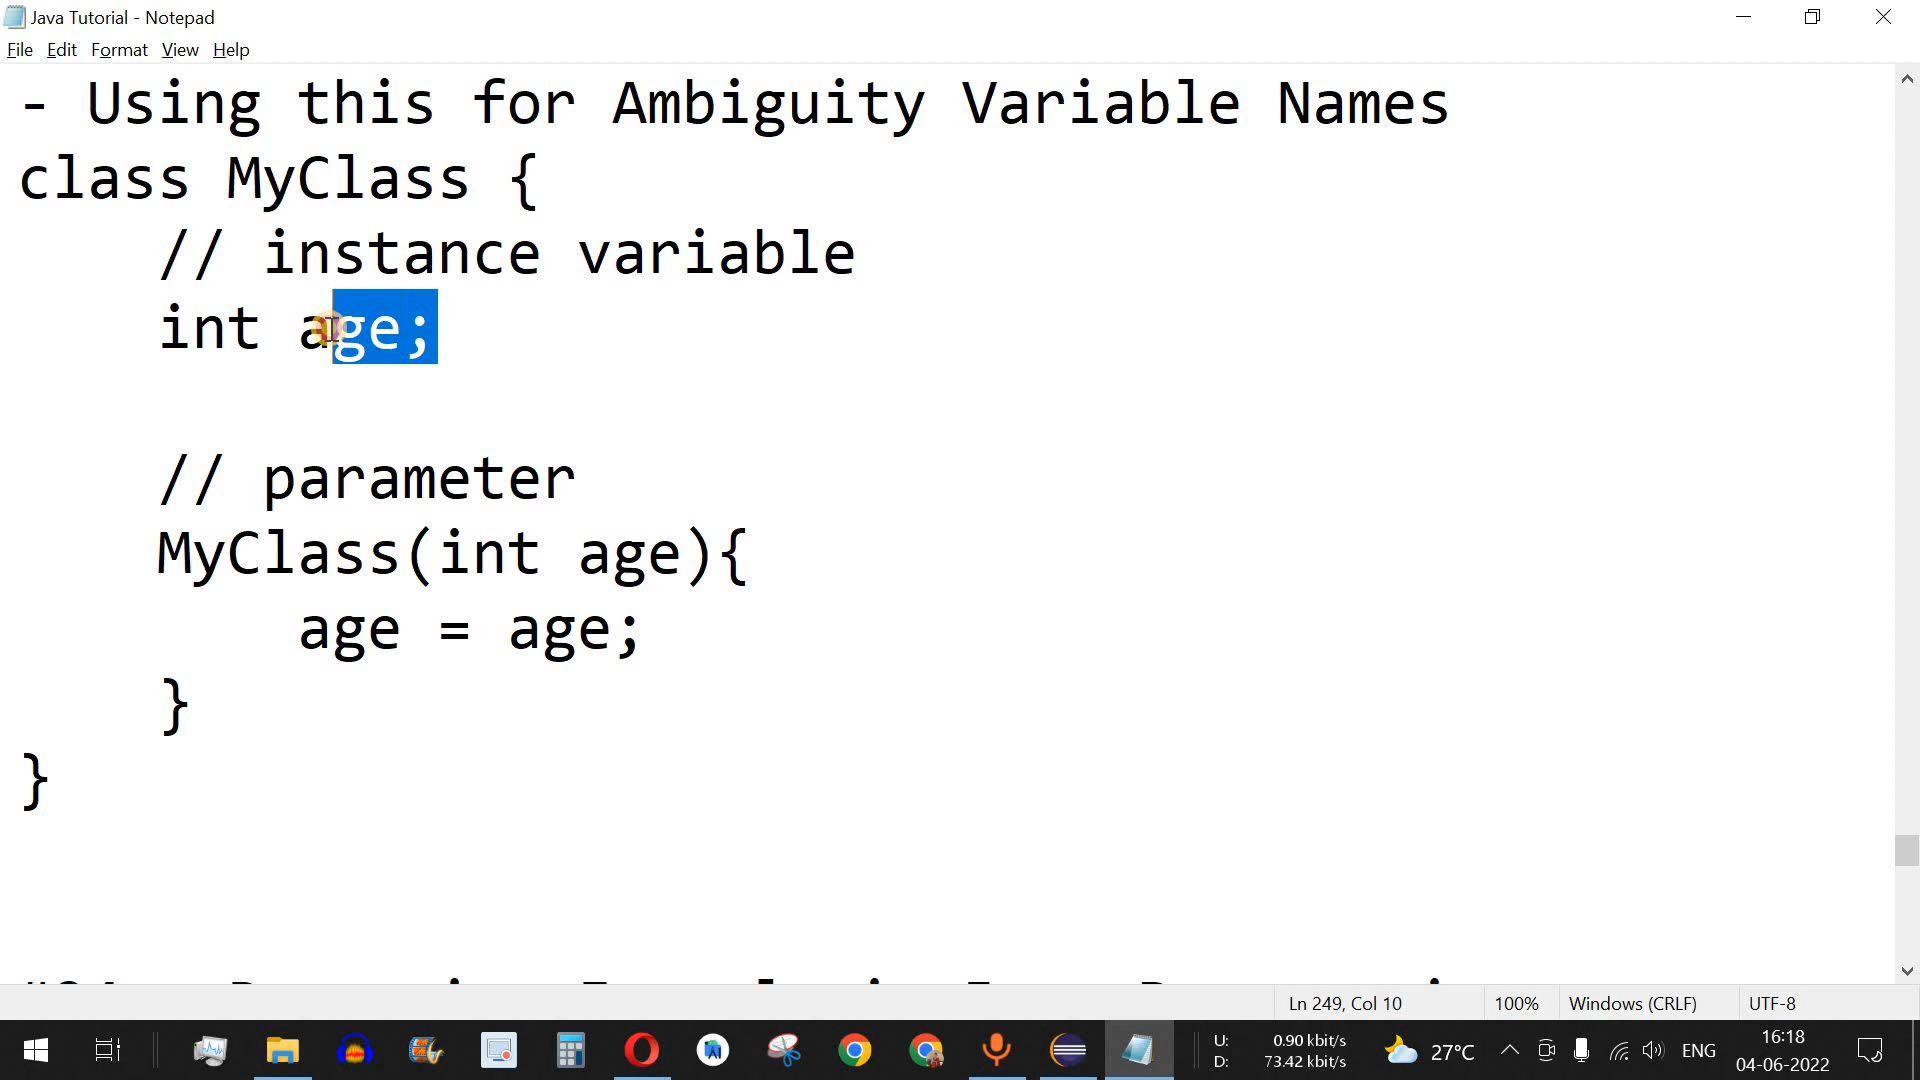 Java Tutorial - Notepad
File Edit Format View Help
- Using this for Ambiguity Variable Names
class MyClass {
// instance variable
int age;
// parameter
MyClass(int age){
age = age;
}
}
Ln 249, Col 10 100% Windows (CRLF) UTF-8
U: 0.90 kbit/s
D: 73.42 kbit/s
27°C
ENG
16:18
04-06-2022